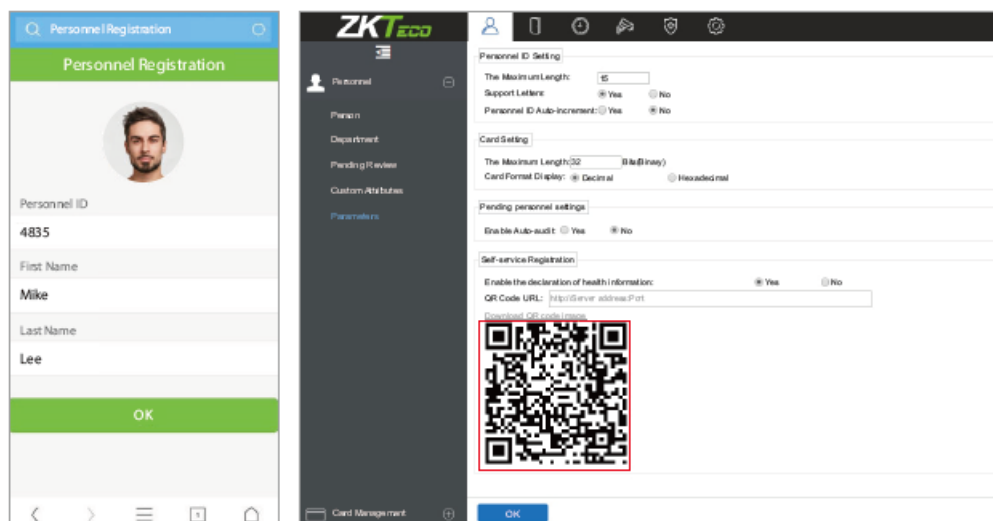 Personnel Registration
Personnel Registration
Personnel ID
4835
First Name
Mike
Last Name
Lee
OK
1
ZKTeco
Personnel
Person
Department
Pending Review
Custom Attributes
Parameters
Card Management
Personnel ID Setting
The Maximum Length: 15
Support Letters: Yes No
Personnel ID Auto-increment: Yes No
Card Setting
The Maximum Length: 32 Bits(Binary)
Card Format Display: Decimal Hexadecimal
Pending personnel settings
Enable Auto-audit: Yes No
Self-service Registration
Enable the declaration of health information: Yes No
QR Code URL: http://Server address:Port
Download QR code image
OK